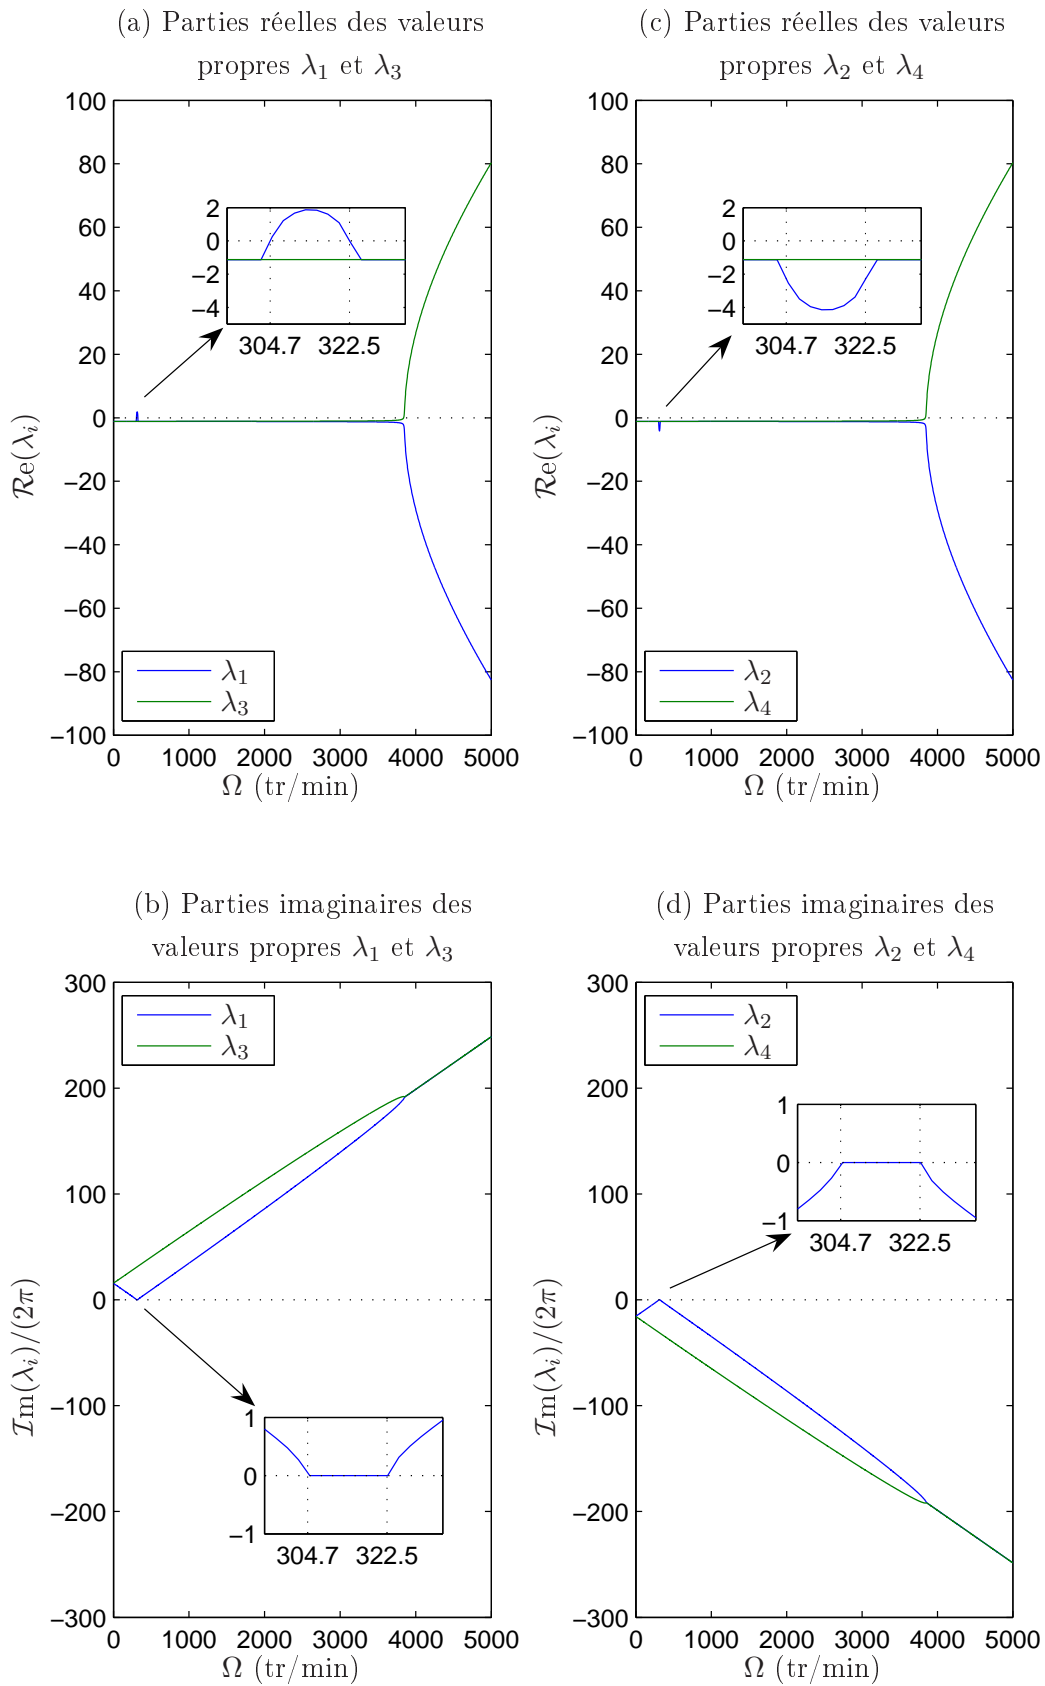 (a) Parties réelles des valeurs
propres λ₁ et λ₃
100
80
60
40
20
0
−20
−40
−60
−80
−100
ℛe(λᵢ)
2
0
−2
−4
304.7 322.5
λ₁
λ₃
0 1000 2000 3000 4000 5000
Ω (tr/min)
(c) Parties réelles des valeurs
propres λ₂ et λ₄
100
80
60
40
20
0
−20
−40
−60
−80
−100
ℛe(λᵢ)
2
0
−2
−4
304.7 322.5
λ₂
λ₄
0 1000 2000 3000 4000 5000
Ω (tr/min)
(b) Parties imaginaires des
valeurs propres λ₁ et λ₃
300
200
100
0
−100
−200
−300
ℐm(λᵢ)/(2π)
λ₁
λ₃
1
0
−1
304.7 322.5
0 1000 2000 3000 4000 5000
Ω (tr/min)
(d) Parties imaginaires des
valeurs propres λ₂ et λ₄
300
200
100
0
−100
−200
−300
ℐm(λᵢ)/(2π)
λ₂
λ₄
1
0
−1
304.7 322.5
0 1000 2000 3000 4000 5000
Ω (tr/min)